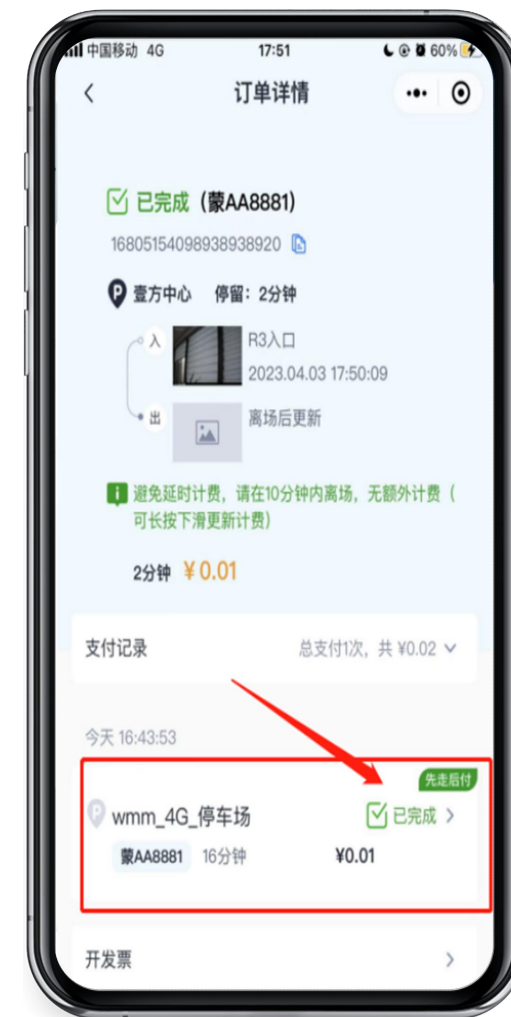 中国移动 4G 17:51 60%
订单详情
已完成 (蒙AA8881)
16805154098938938920
壹方中心 停留：2分钟
入 R3入口
2023.04.03 17:50:09
出 离场后更新
避免延时计费，请在10分钟内离场，无额外计费（
可长按下滑更新计费）
2分钟 ￥0.01
支付记录 总支付1次，共 ¥0.02
今天 16:43:53
先走后付
wmm_4G_停车场 已完成
蒙AA8881 16分钟 ¥0.01
开发票